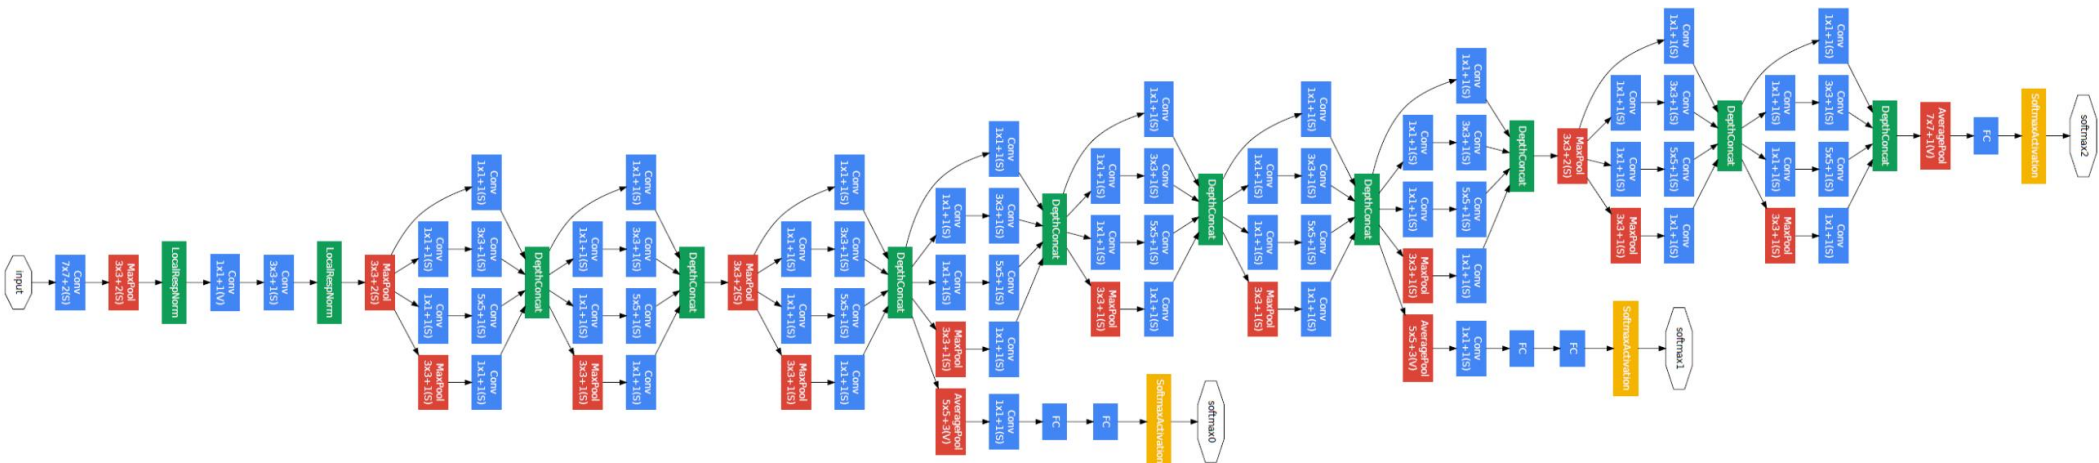 input
Conv
7x7+2(S)
MaxPool
3x3+2(S)
LocalRespNorm
Conv
1x1+1(V)
Conv
3x3+1(S)
LocalRespNorm
MaxPool
3x3+2(S)
Conv
1x1+1(S)
Conv
1x1+1(S)
MaxPool
3x3+1(S)
Conv
1x1+1(S)
Conv
3x3+1(S)
Conv
5x5+1(S)
Conv
1x1+1(S)
DepthConcat
Conv
1x1+1(S)
Conv
1x1+1(S)
MaxPool
3x3+1(S)
Conv
1x1+1(S)
Conv
3x3+1(S)
Conv
5x5+1(S)
Conv
1x1+1(S)
DepthConcat
MaxPool
3x3+2(S)
Conv
1x1+1(S)
Conv
1x1+1(S)
MaxPool
3x3+1(S)
Conv
1x1+1(S)
Conv
3x3+1(S)
Conv
5x5+1(S)
Conv
1x1+1(S)
DepthConcat
Conv
1x1+1(S)
Conv
1x1+1(S)
MaxPool
3x3+1(S)
AveragePool
5x5+3(V)
Conv
1x1+1(S)
Conv
3x3+1(S)
Conv
5x5+1(S)
Conv
1x1+1(S)
Conv
1x1+1(S)
DepthConcat
FC
FC
SoftmaxActivation
softmax0
Conv
1x1+1(S)
Conv
1x1+1(S)
MaxPool
3x3+1(S)
Conv
1x1+1(S)
Conv
3x3+1(S)
Conv
5x5+1(S)
Conv
1x1+1(S)
DepthConcat
Conv
1x1+1(S)
Conv
1x1+1(S)
MaxPool
3x3+1(S)
Conv
1x1+1(S)
Conv
3x3+1(S)
Conv
5x5+1(S)
Conv
1x1+1(S)
DepthConcat
Conv
1x1+1(S)
Conv
1x1+1(S)
MaxPool
3x3+1(S)
AveragePool
5x5+3(V)
Conv
1x1+1(S)
Conv
3x3+1(S)
Conv
5x5+1(S)
Conv
1x1+1(S)
Conv
1x1+1(S)
DepthConcat
FC
FC
SoftmaxActivation
softmax1
MaxPool
3x3+2(S)
Conv
1x1+1(S)
Conv
1x1+1(S)
MaxPool
3x3+1(S)
Conv
1x1+1(S)
Conv
3x3+1(S)
Conv
5x5+1(S)
Conv
1x1+1(S)
DepthConcat
Conv
1x1+1(S)
Conv
1x1+1(S)
MaxPool
3x3+1(S)
Conv
1x1+1(S)
Conv
3x3+1(S)
Conv
5x5+1(S)
Conv
1x1+1(S)
DepthConcat
AveragePool
7x7+1(V)
FC
SoftmaxActivation
softmax2